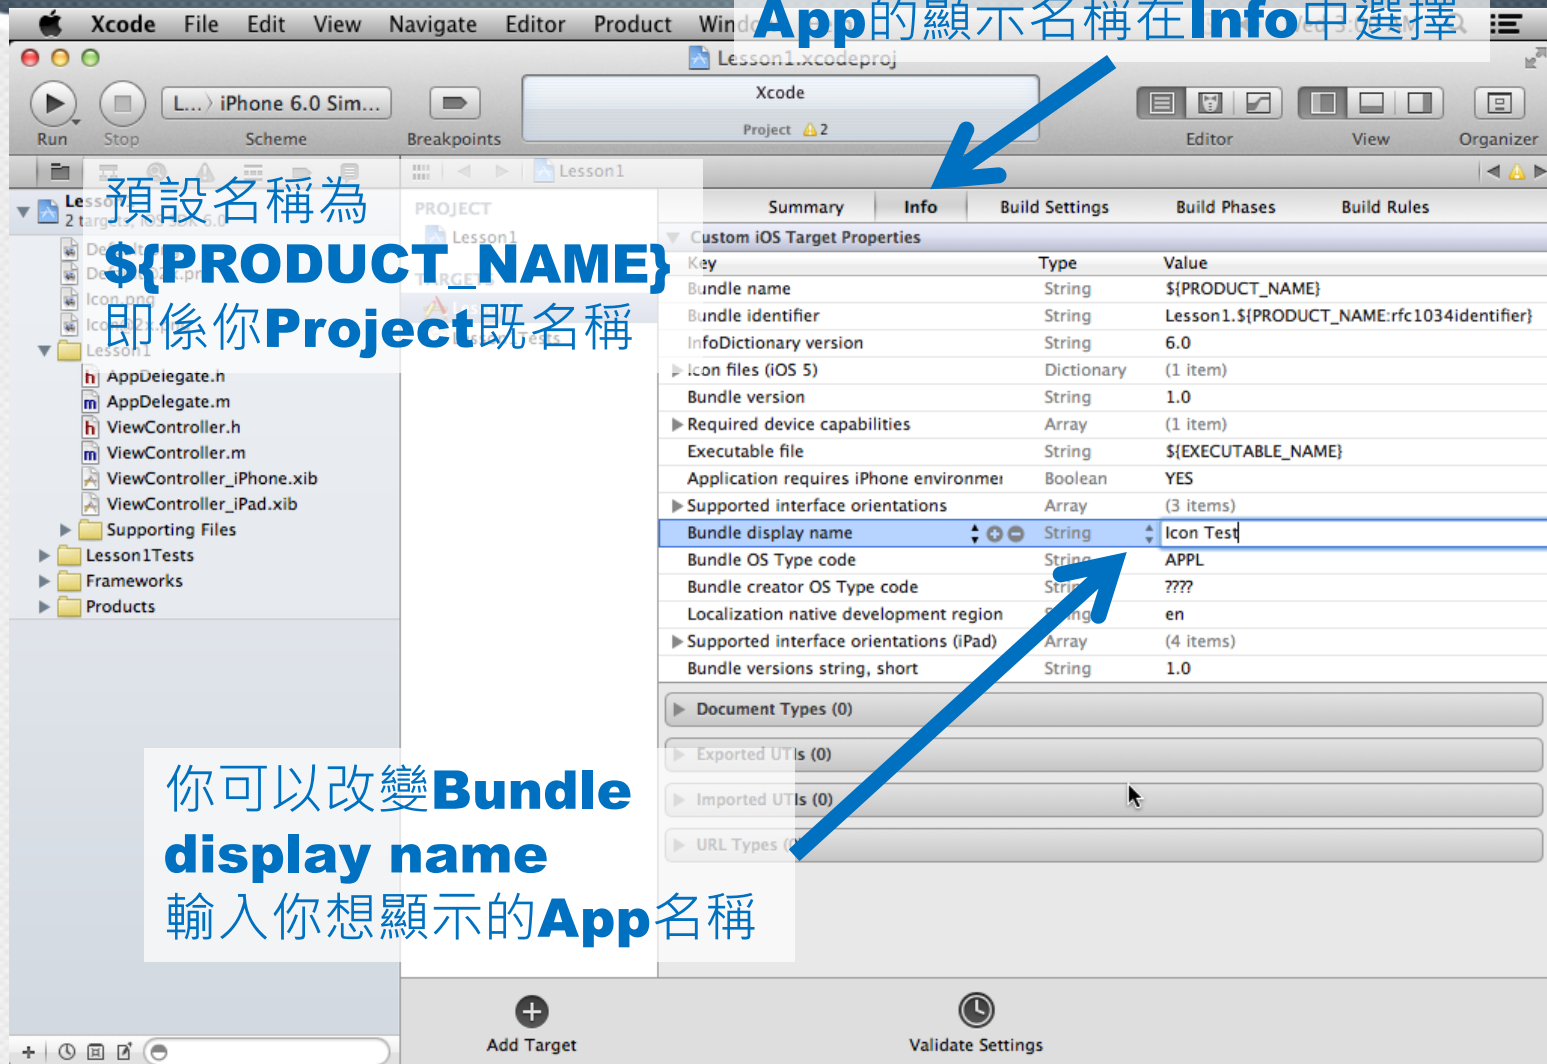 Xcode File Edit View Navigate Editor Product
App的顯示名稱在Info中選擇
Lesson1.xcodeproj
L... iPhone 6.0 Sim...
Xcode
Project 2
Run Stop Scheme Breakpoints Editor View Organizer
Lesson1
預設名稱為
${PRODUCT_NAME}
即係你Project既名稱
PROJECT
Lesson1
TARGETS
Summary Info Build Settings Build Phases Build Rules
Custom iOS Target Properties
Key Type Value
Bundle name String ${PRODUCT_NAME}
Bundle identifier String Lesson1.${PRODUCT_NAME:rfc1034identifier}
InfoDictionary version String 6.0
Icon files (iOS 5) Dictionary (1 item)
Bundle version String 1.0
Required device capabilities Array (1 item)
Executable file String ${EXECUTABLE_NAME}
Application requires iPhone environmer Boolean YES
Supported interface orientations Array (3 items)
Bundle display name String Icon Test
Bundle OS Type code String APPL
Bundle creator OS Type code String ????
Localization native development region String en
Supported interface orientations (iPad) Array (4 items)
Bundle versions string, short String 1.0
Document Types (0)
Exported UTIs (0)
Imported UTIs (0)
URL Types
Icon.png
Lesson1
AppDelegate.h
AppDelegate.m
ViewController.h
ViewController.m
ViewController_iPhone.xib
ViewController_iPad.xib
Supporting Files
Lesson1Tests
Frameworks
Products
你可以改變Bundle
display name
輸入你想顯示的App名稱
Add Target Validate Settings